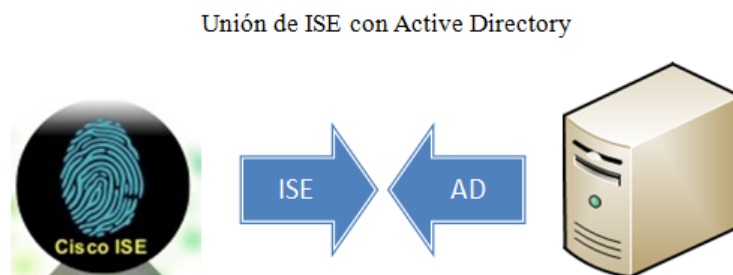 Unión de ISE con Active Directory
ISE
AD
Cisco ISE